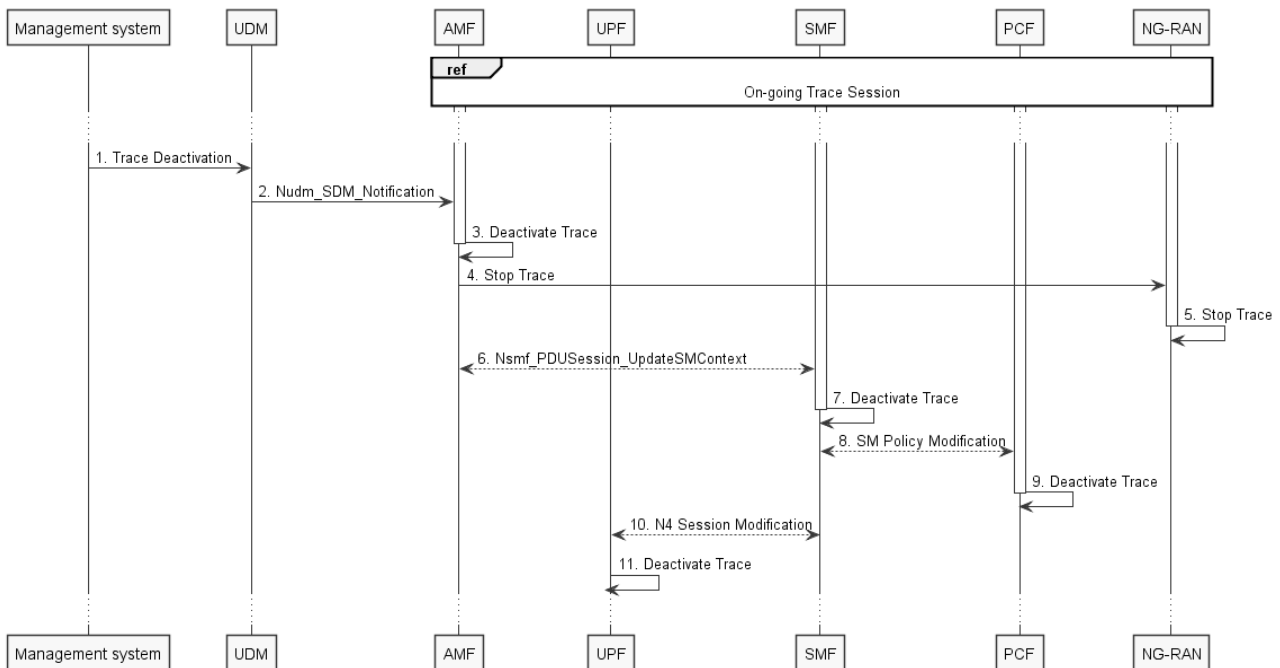 Management system
UDM
AMF
UPF
SMF
PCF
NG-RAN
ref
On-going Trace Session
1. Trace Deactivation
2. Nudm_SDM_Notification
3. Deactivate Trace
4. Stop Trace
5. Stop Trace
6. Nsmf_PDUSession_UpdateSMContext
7. Deactivate Trace
8. SM Policy Modification
9. Deactivate Trace
10. N4 Session Modification
11. Deactivate Trace
Management system
UDM
AMF
UPF
SMF
PCF
NG-RAN